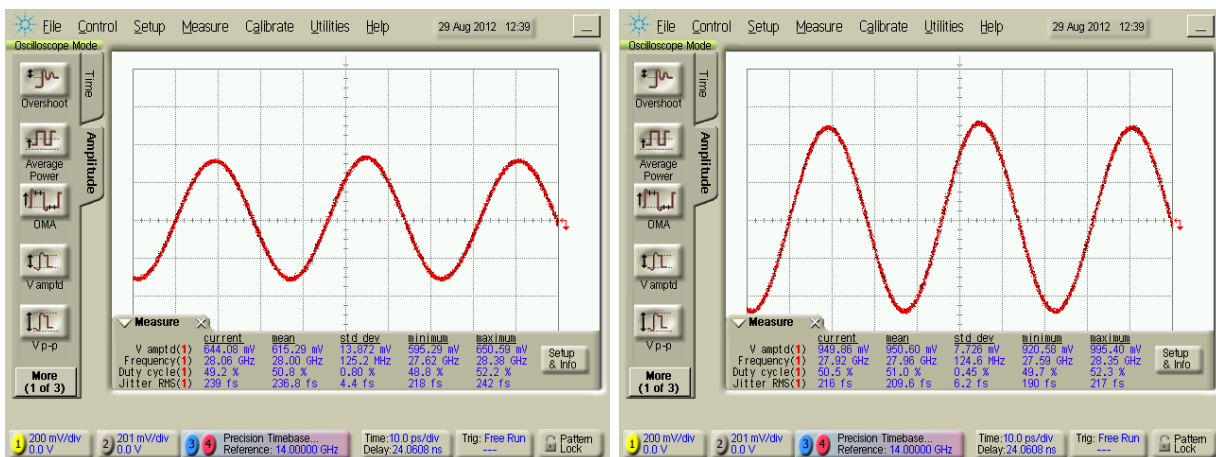 File Control Setup Measure Calibrate Utilities Help 29 Aug 2012 12:39
Oscilloscope Mode
Time
Amplitude
Overshoot
Average
Power
OMA
V amptd
V p-p
More
(1 of 3)
Measure
current mean std dev minimum maximum
V amptd(1) 644.08 mV 615.29 mV 13.872 mV 595.29 mV 650.59 mV
Frequency(1) 28.06 GHz 28.00 GHz 125.2 MHz 27.62 GHz 28.38 GHz
Duty cycle(1) 49.2 % 50.8 % 0.80 % 48.8 % 52.2 %
Jitter RMS(1) 239 fs 236.8 fs 4.4 fs 218 fs 242 fs
Setup
& Info
1 200 mV/div
0.0 V
2 201 mV/div
0.0 V
3 4 Precision Timebase...
Reference: 14.00000 GHz
Time:10.0 ps/div
Delay:24.0608 ns
Trig: Free Run
---
Pattern
Lock
File Control Setup Measure Calibrate Utilities Help 29 Aug 2012 12:39
Oscilloscope Mode
Time
Amplitude
Overshoot
Average
Power
OMA
V amptd
V p-p
More
(1 of 3)
Measure
current mean std dev minimum maximum
V amptd(1) 949.86 mV 950.60 mV 7.726 mV 920.58 mV 995.40 mV
Frequency(1) 27.92 GHz 27.96 GHz 124.6 MHz 27.59 GHz 28.35 GHz
Duty cycle(1) 50.5 % 51.0 % 0.45 % 49.7 % 52.3 %
Jitter RMS(1) 216 fs 209.6 fs 6.2 fs 190 fs 217 fs
Setup
& Info
1 200 mV/div
0.0 V
2 201 mV/div
0.0 V
3 4 Precision Timebase...
Reference: 14.00000 GHz
Time:10.0 ps/div
Delay:24.0608 ns
Trig: Free Run
---
Pattern
Lock